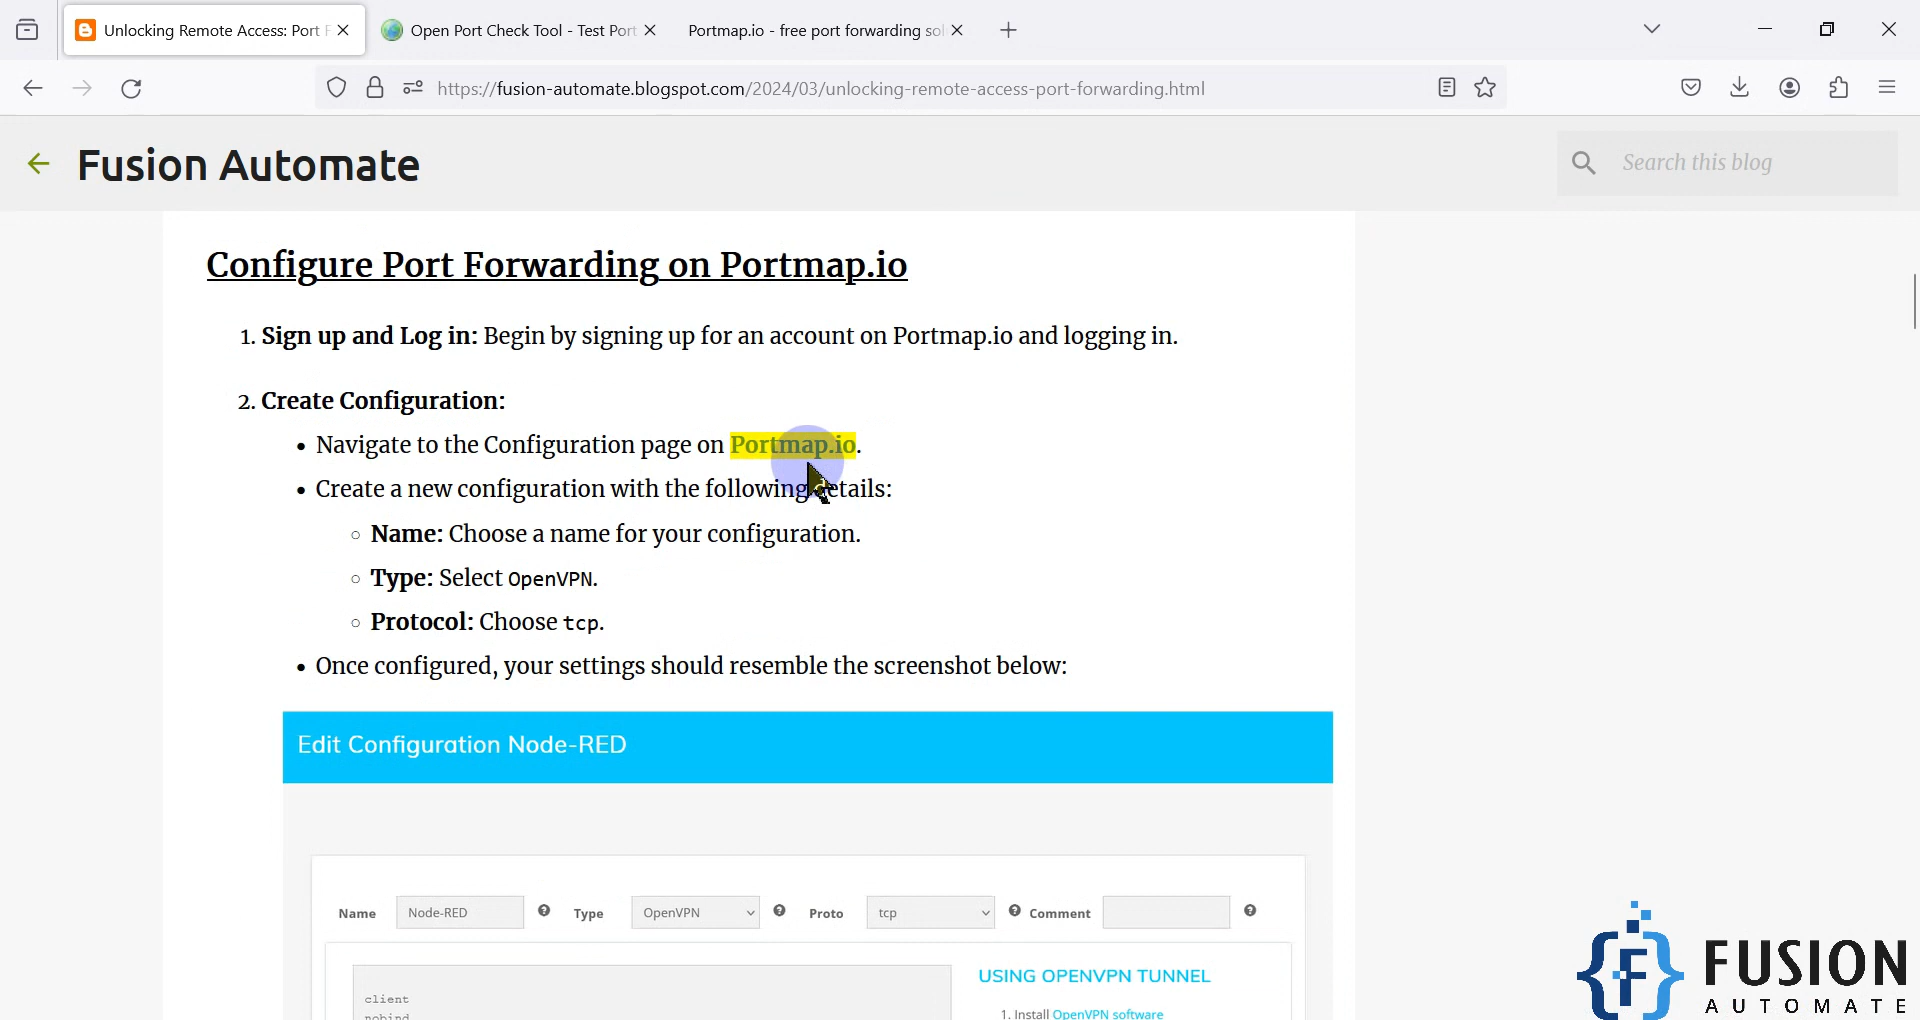 Unlocking Remote Access: Port F
Open Port Check Tool - Test Port
Portmap.io - free port forwarding sol
https://fusion-automate.blogspot.com/2024/03/unlocking-remote-access-port-forwarding.html
Fusion Automate
Search this blog
Configure Port Forwarding on Portmap.io
1. Sign up and Log in: Begin by signing up for an account on Portmap.io and logging in.
2. Create Configuration:
• Navigate to the Configuration page on Portmap.io.
• Create a new configuration with the following details:
○ Name: Choose a name for your configuration.
○ Type: Select OpenVPN.
○ Protocol: Choose tcp.
• Once configured, your settings should resemble the screenshot below:
Edit Configuration Node-RED
Name Node-RED Type OpenVPN Proto tcp Comment
USING OPENVPN TUNNEL
client
nobind
1. Install OpenVPN software
FUSION
AUTOMATE